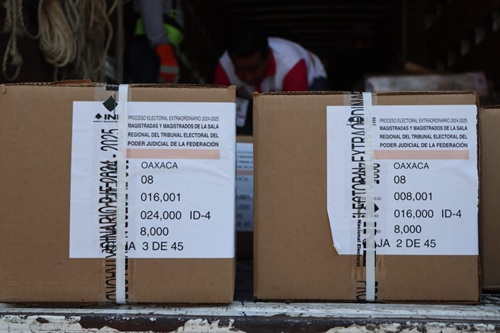 INE
PROCESO ELECTORAL EXTRAORDINARIO 2024-2025
MAGISTRADAS Y MAGISTRADOS DE LA SALA
REGIONAL DEL TRIBUNAL ELECTORAL DEL
PODER JUDICIAL DE LA FEDERACIÓN
OAXACA
08
016,001
024,000 ID-4
8,000
JA 3 DE 45
PROCESO ELECTORAL EXTRAORDINARIO 2024-2025
MAGISTRADAS Y MAGISTRADOS DE LA SALA
REGIONAL DEL TRIBUNAL ELECTORAL DEL
PODER JUDICIAL DE LA FEDERACIÓN
OAXACA
08
008,001
016,000 ID-4
8,000
JA 2 DE 45